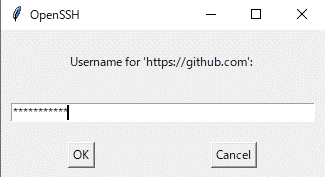 OpenSSH
Username for 'https://github.com':
***********
OK
Cancel